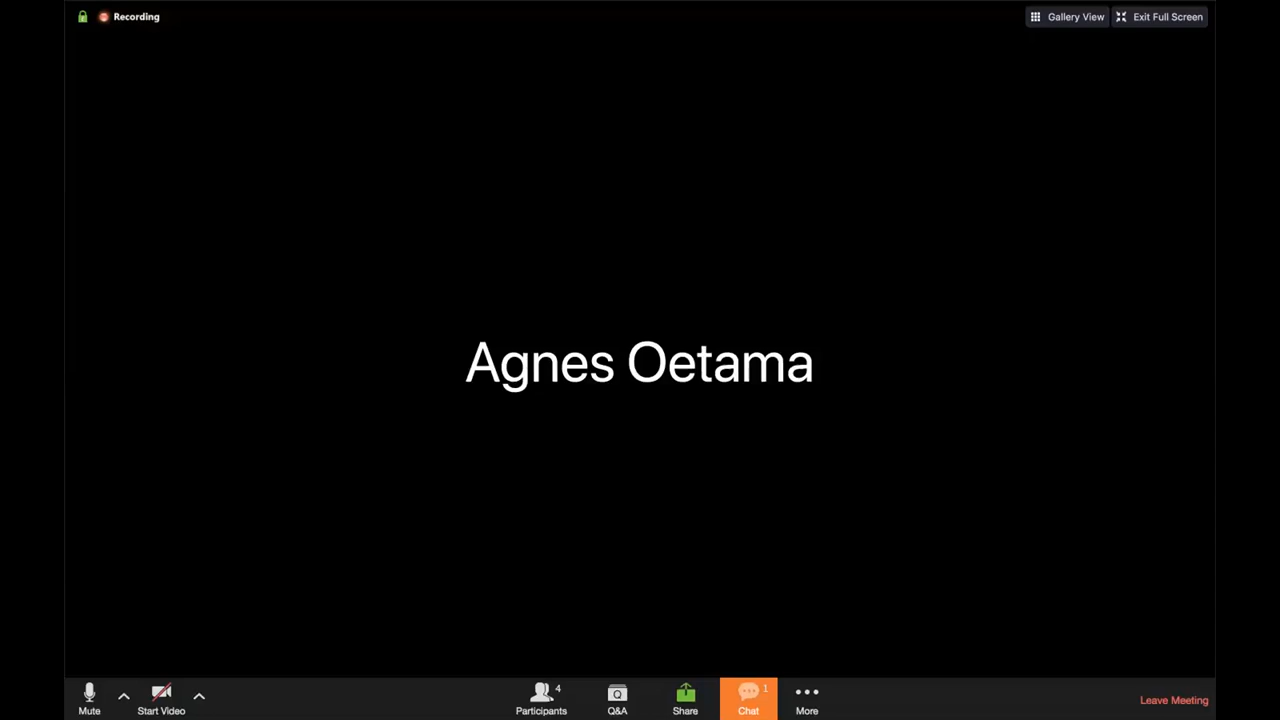 Recording
Gallery View
Exit Full Screen
Agnes Oetama
Mute
Start Video
Participants 4
Q&A
Share
Chat 1
More
Leave Meeting